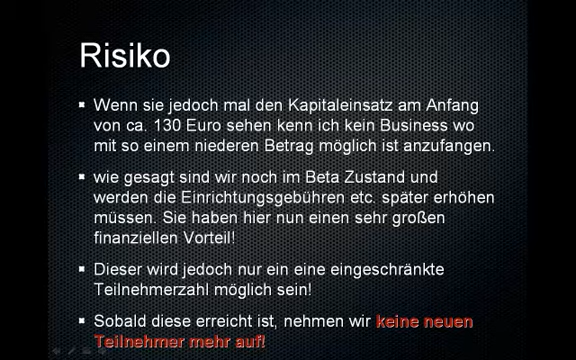 Risiko
▪ Wenn sie jedoch mal den Kapitaleinsatz am Anfang
von ca. 130 Euro sehen kenn ich kein Business wo
mit so einem niederen Betrag möglich ist anzufangen.
▪ wie gesagt sind wir noch im Beta Zustand und
werden die Einrichtungsgebühren etc. später erhöhen
müssen. Sie haben hier nun einen sehr großen
finanziellen Vorteil!
▪ Dieser wird jedoch nur ein eine eingeschränkte
Teilnehmerzahl möglich sein!
▪ Sobald diese erreicht ist, nehmen wir keine neuen
Teilnehmer mehr auf!